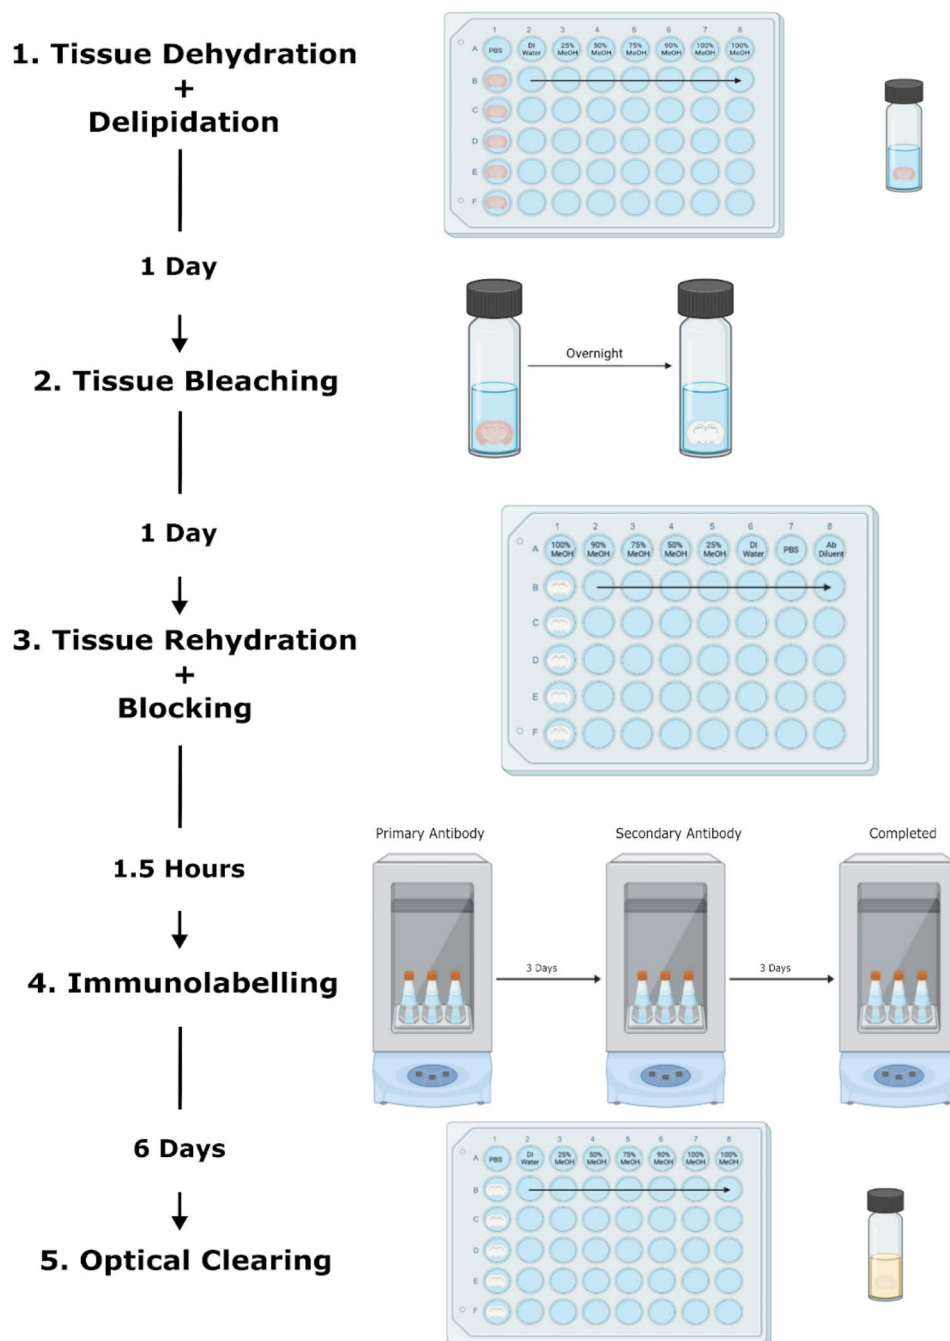 1. Tissue Dehydration
+
Delipidation
1 2 3 4 5 6 7 8
A PBS DI Water 25% MeOH 50% MeOH 75% MeOH 90% MeOH 100% MeOH 100% MeOH
B
C
D
E
F
1 Day
2. Tissue Bleaching
Overnight
1 Day
3. Tissue Rehydration
+
Blocking
1 2 3 4 5 6 7 8
A 100% MeOH 90% MeOH 75% MeOH 50% MeOH 25% MeOH DI Water PBS Ab Diluent
B
C
D
E
F
1.5 Hours
4. Immunolabelling
Primary Antibody Secondary Antibody Completed
3 Days 3 Days
6 Days
5. Optical Clearing
1 2 3 4 5 6 7 8
A PBS DI Water 25% MeOH 50% MeOH 75% MeOH 90% MeOH 100% MeOH 100% MeOH
B
C
D
E
F